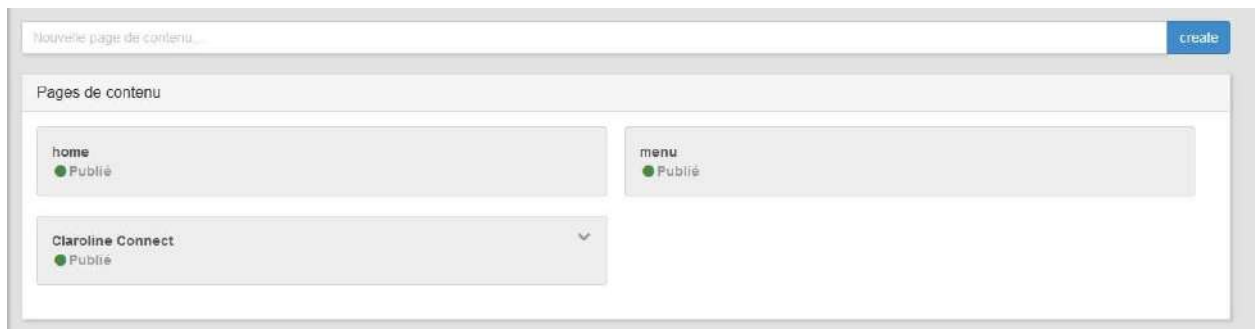 Nouvelle page de contenu...
create
Pages de contenu
home
Publié
menu
Publié
Claroline Connect
Publié